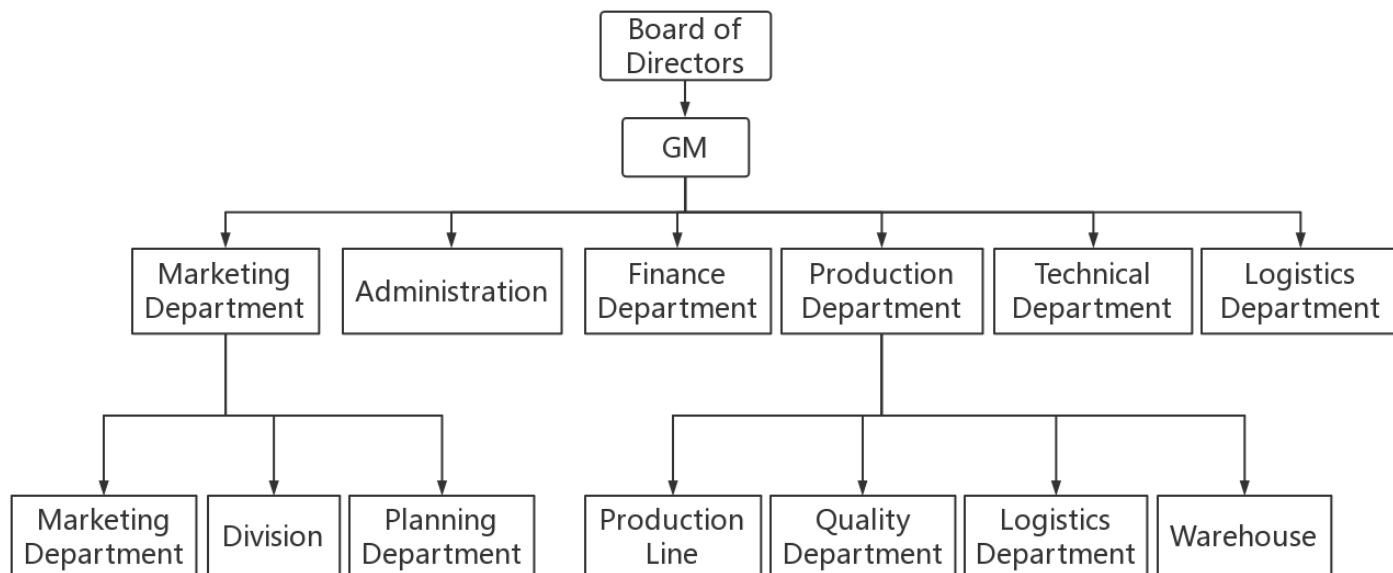 Board of
Directors
GM
Marketing
Department
Administration
Finance
Department
Production
Department
Technical
Department
Logistics
Department
Marketing
Department
Division
Planning
Department
Production
Line
Quality
Department
Logistics
Department
Warehouse